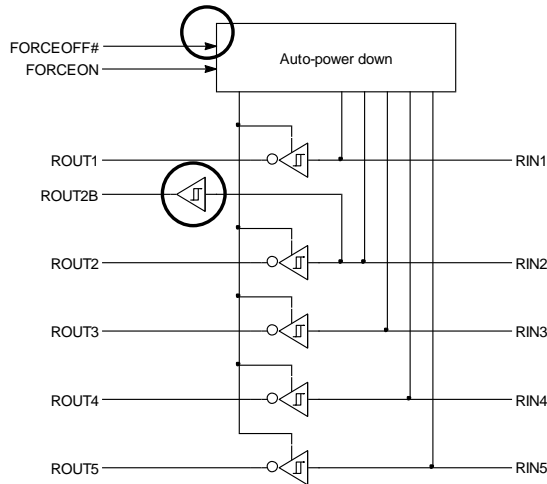 FORCEOFF#
FORCEON
Auto-power down
ROUT1
RIN1
ROUT2B
ROUT2
RIN2
ROUT3
RIN3
ROUT4
RIN4
ROUT5
RIN5